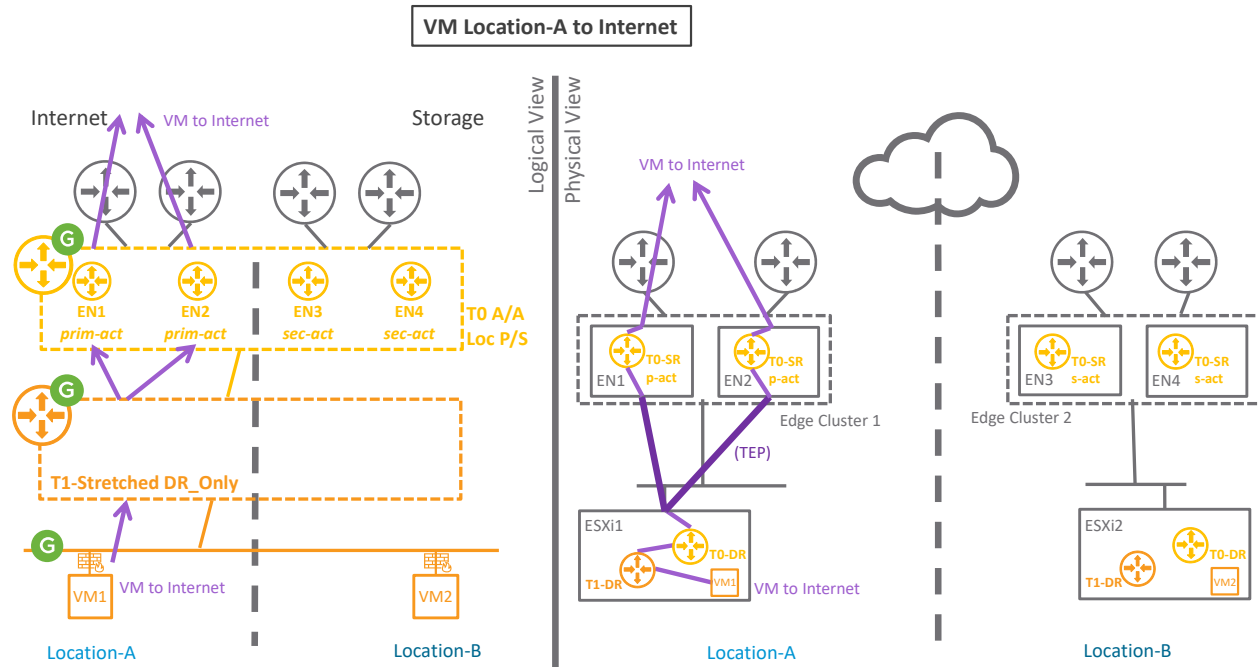 VM Location-A to Internet
Internet
VM to Internet
Storage
G
EN1
prim-act
EN2
prim-act
EN3
sec-act
EN4
sec-act
T0 A/A
Loc P/S
G
T1-Stretched DR_Only
G
VM1
VM to Internet
VM2
Location-A
Location-B
Logical View
Physical View
VM to Internet
T0-SR
p-act
EN1
T0-SR
p-act
EN2
Edge Cluster 1
(TEP)
ESXi1
T0-DR
T1-DR
VM1
VM to Internet
Location-A
T0-SR
s-act
EN3
T0-SR
s-act
EN4
Edge Cluster 2
ESXi2
T0-DR
T1-DR
VM2
Location-B